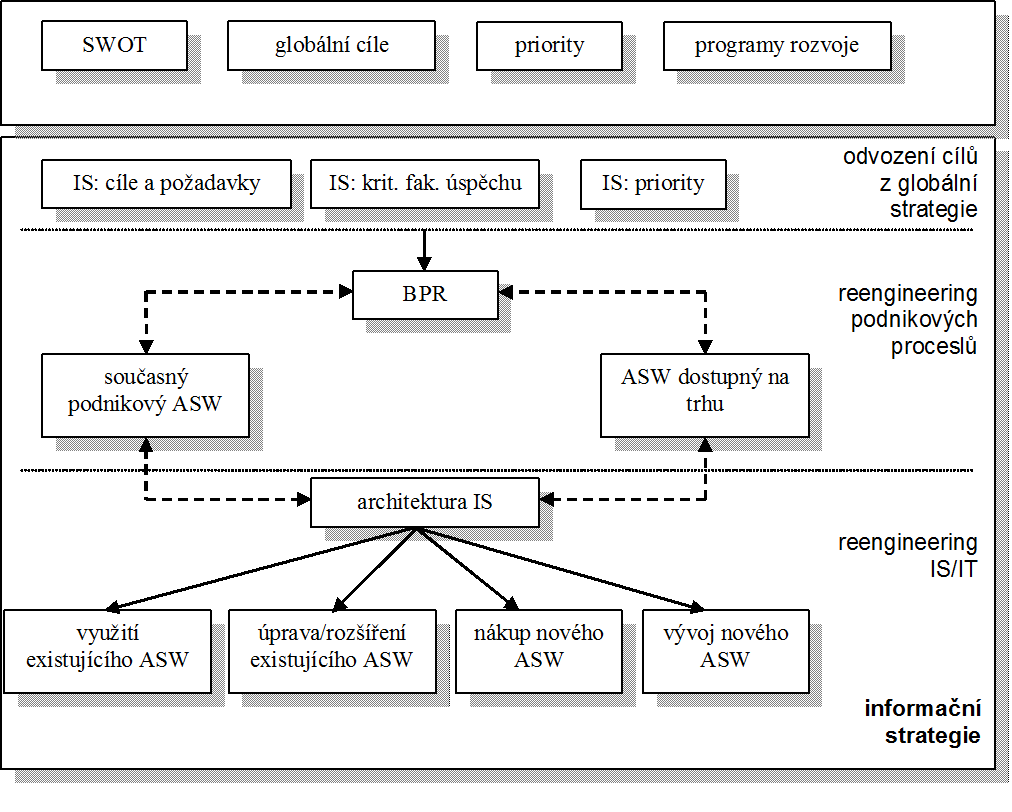 SWOT
globální cíle
priority
programy rozvoje
IS: cíle a požadavky
IS: krit. fak. úspěchu
IS: priority
odvození cílů
z globální
strategie
BPR
reengineering
podnikových
proceslů
současný
podnikový ASW
ASW dostupný na
trhu
architektura IS
reengineering
IS/IT
využití
existujícího ASW
úprava/rozšíření
existujícího ASW
nákup nového
ASW
vývoj nového
ASW
informační
strategie